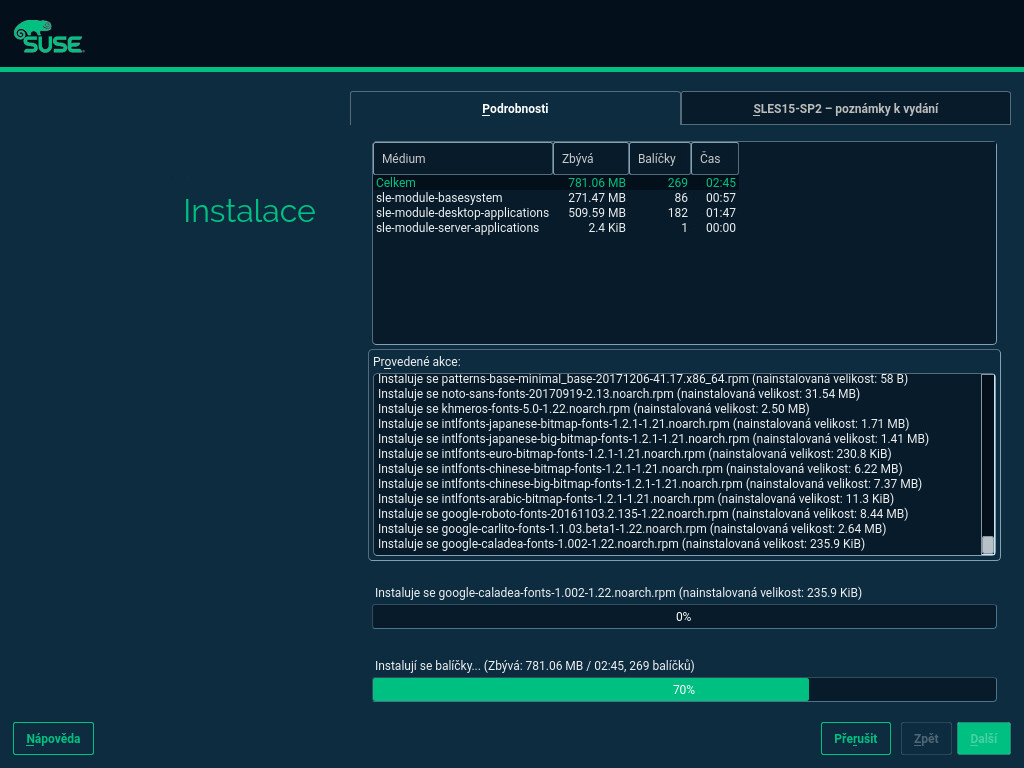 SUSE
Podrobnosti
SLES15-SP2 – poznámky k vydání
Instalace
Médium Zbývá Balíčky Čas
Celkem 781.06 MB 269 02:45
sle-module-basesystem 271.47 MB 86 00:57
sle-module-desktop-applications 509.59 MB 182 01:47
sle-module-server-applications 2.4 KiB 1 00:00
Provedené akce:
Instaluje se patterns-base-minimal_base-20171206-41.17.x86_64.rpm (nainstalovaná velikost: 58 B)
Instaluje se noto-sans-fonts-20170919-2.13.noarch.rpm (nainstalovaná velikost: 31.54 MB)
Instaluje se khmeros-fonts-5.0-1.22.noarch.rpm (nainstalovaná velikost: 2.50 MB)
Instaluje se intlfonts-japanese-bitmap-fonts-1.2.1-1.21.noarch.rpm (nainstalovaná velikost: 1.71 MB)
Instaluje se intlfonts-japanese-big-bitmap-fonts-1.2.1-1.21.noarch.rpm (nainstalovaná velikost: 1.41 MB)
Instaluje se intlfonts-euro-bitmap-fonts-1.2.1-1.21.noarch.rpm (nainstalovaná velikost: 230.8 KiB)
Instaluje se intlfonts-chinese-bitmap-fonts-1.2.1-1.21.noarch.rpm (nainstalovaná velikost: 6.22 MB)
Instaluje se intlfonts-chinese-big-bitmap-fonts-1.2.1-1.21.noarch.rpm (nainstalovaná velikost: 7.37 MB)
Instaluje se intlfonts-arabic-bitmap-fonts-1.2.1-1.21.noarch.rpm (nainstalovaná velikost: 11.3 KiB)
Instaluje se google-roboto-fonts-20161103.2.135-1.22.noarch.rpm (nainstalovaná velikost: 8.44 MB)
Instaluje se google-carlito-fonts-1.1.03.beta1-1.22.noarch.rpm (nainstalovaná velikost: 2.64 MB)
Instaluje se google-caladea-fonts-1.002-1.22.noarch.rpm (nainstalovaná velikost: 235.9 KiB)
Instaluje se google-caladea-fonts-1.002-1.22.noarch.rpm (nainstalovaná velikost: 235.9 KiB)
0%
Instalují se balíčky... (Zbývá: 781.06 MB / 02:45, 269 balíčků)
70%
Nápověda
Přerušit
Zpět
Další